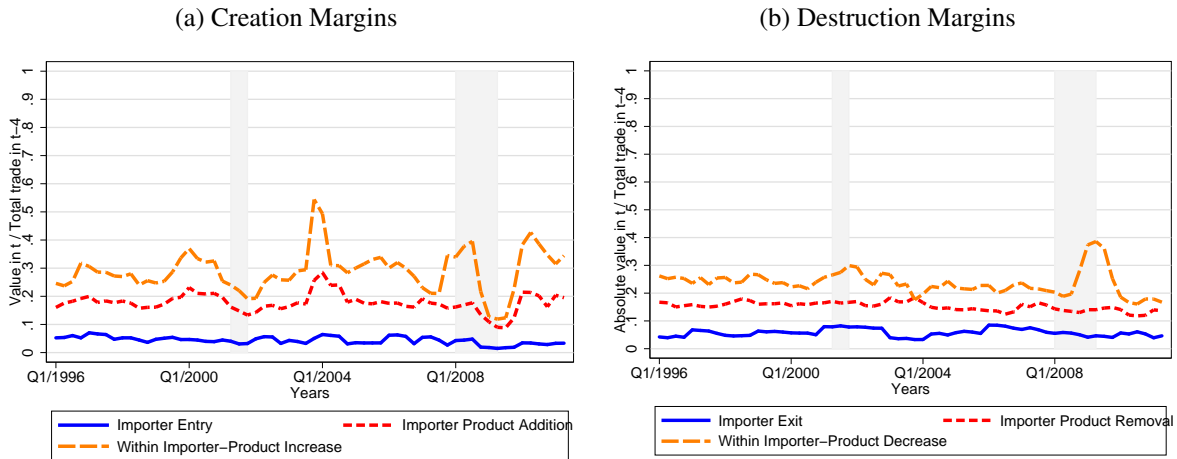 (a) Creation Margins
Value in t / Total trade in t−4
1
.9
.8
.7
.6
.5
.4
.3
.2
.1
0
Q1/1996 Q1/2000 Q1/2004 Q1/2008
Years
Importer Entry Importer Product Addition
Within Importer−Product Increase
(b) Destruction Margins
Absolute value in t / Total trade in t−4
1
.9
.8
.7
.6
.5
.4
.3
.2
.1
0
Q1/1996 Q1/2000 Q1/2004 Q1/2008
Years
Importer Exit Importer Product Removal
Within Importer−Product Decrease